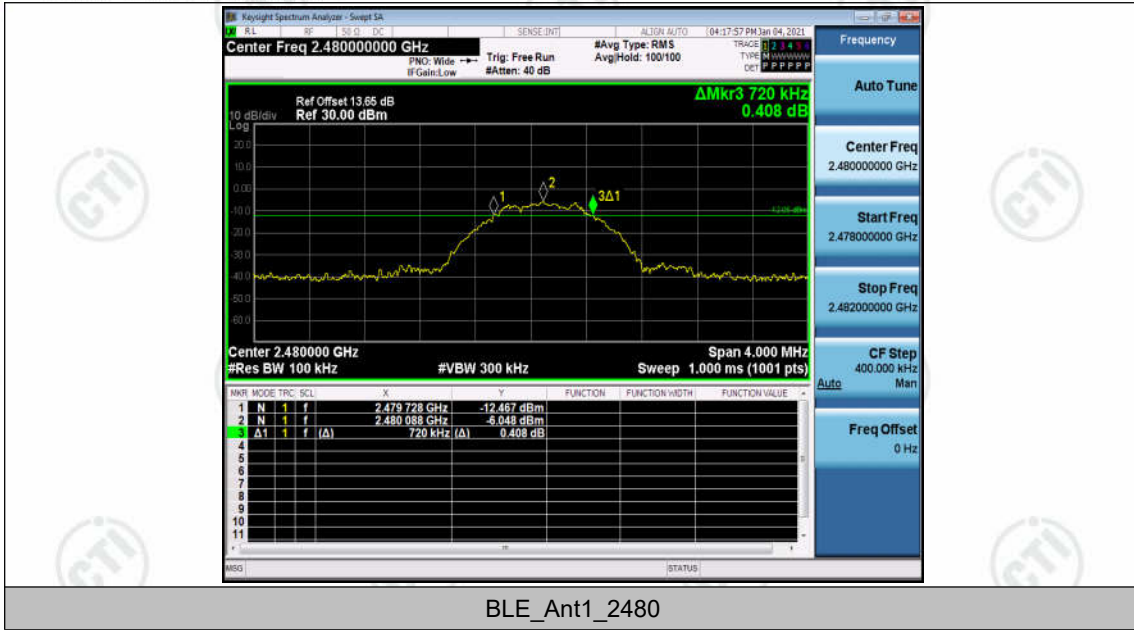 Keysight Spectrum Analyzer - Swept SA
RL RF 50 Ω DC SENSE:INT ALIGN AUTO 04:17:57 PM Jan 04, 2021
Center Freq 2.480000000 GHz
PNO: Wide
IFGain:Low
Trig: Free Run
#Atten: 40 dB
#Avg Type: RMS
Avg|Hold: 100/100
TRACE 1 2 3 4 5 6
TYPE M
DET P P P P P P
Frequency
Auto Tune
Center Freq
2.480000000 GHz
Start Freq
2.478000000 GHz
Stop Freq
2.482000000 GHz
CF Step
400.000 kHz
Auto Man
Freq Offset
0 Hz
ΔMkr3 720 kHz
0.408 dB
Ref Offset 13.65 dB
10 dB/div Ref 30.00 dBm
Log
20.0
10.0
0.00
-10.0
-20.0
-30.0
-40.0
-50.0
-60.0
1
2
3Δ1
Center 2.480000 GHz Span 4.000 MHz
#Res BW 100 kHz #VBW 300 kHz Sweep 1.000 ms (1001 pts)
MKR MODE TRC SCL X Y FUNCTION FUNCTION WIDTH FUNCTION VALUE
1 N 1 f 2.479 728 GHz -12.467 dBm
2 N 1 f 2.480 088 GHz -6.048 dBm
3 Δ1 1 f (Δ) 720 kHz (Δ) 0.408 dB
4
5
6
7
8
9
10
11
MSG STATUS
CTI
CTI
CTI
CTI
BLE_Ant1_2480